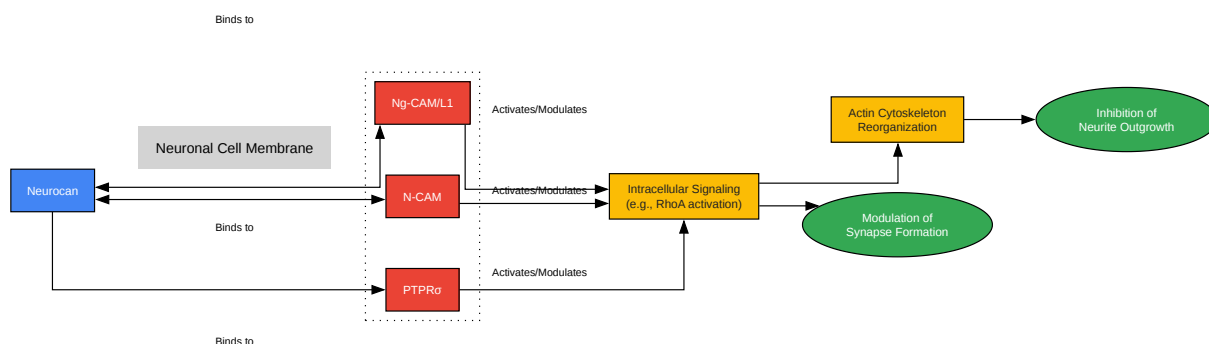 Binds to
Ng-CAM/L1
Activates/Modulates
Actin Cytoskeleton
Reorganization
Inhibition of
Neurite Outgrowth
Neuronal Cell Membrane
Neurocan
N-CAM
Activates/Modulates
Intracellular Signaling
(e.g., RhoA activation)
Modulation of
Synapse Formation
Binds to
PTPRσ
Activates/Modulates
Binds to